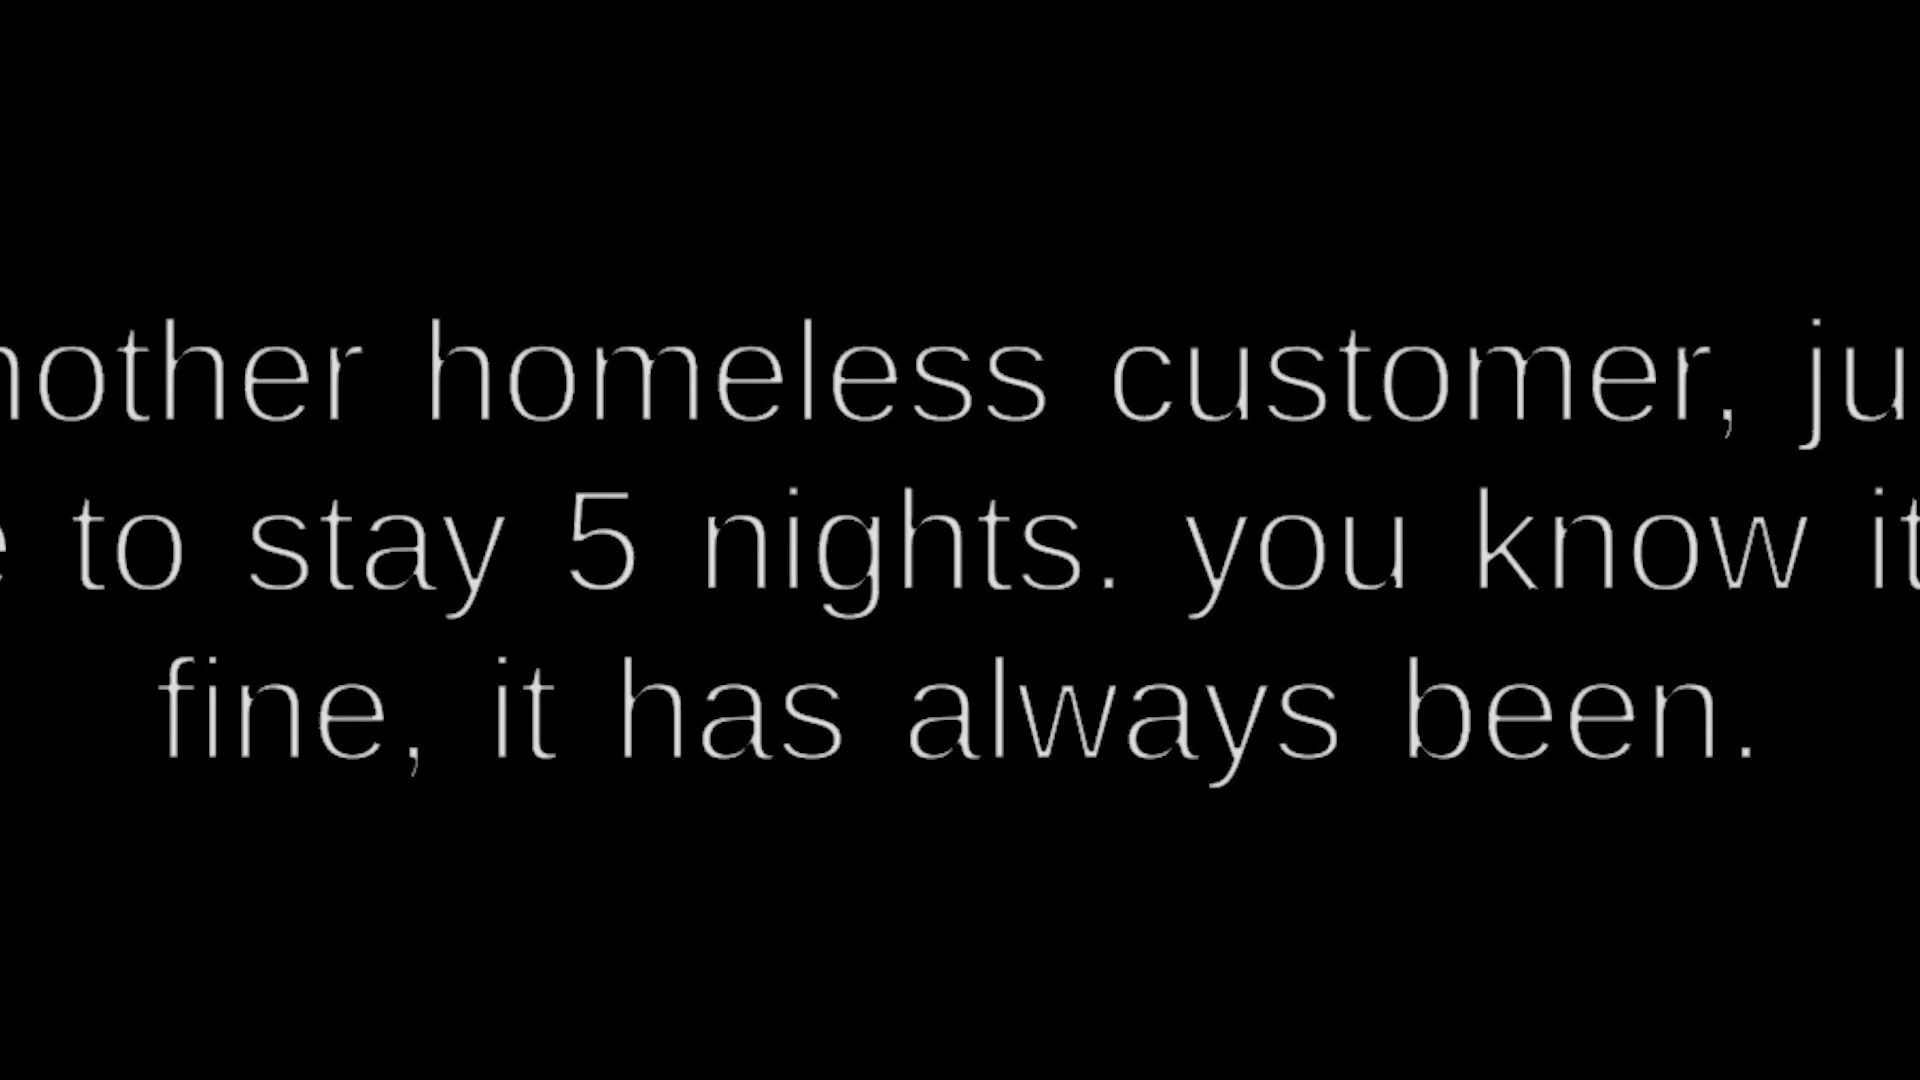 nother homeless customer, ju
e to stay 5 nights. you know it
fine, it has always been.